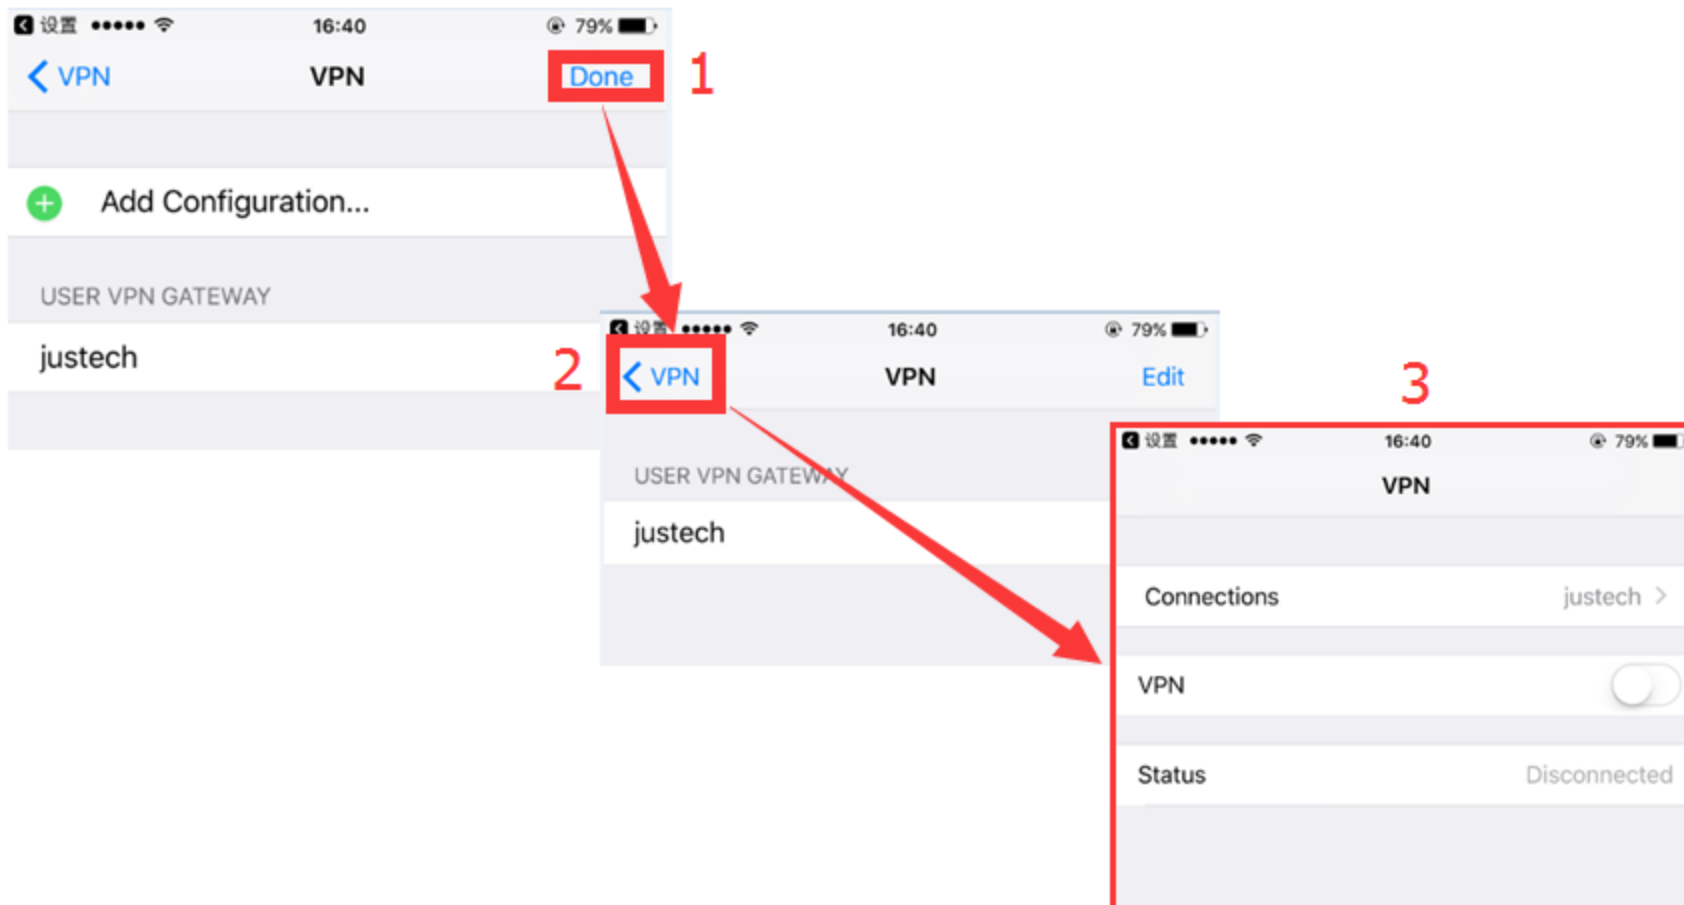 设置 16:40 79%
VPN VPN Done 1
Add Configuration...
USER VPN GATEWAY
justech
设置 16:40 79%
2 VPN VPN Edit
USER VPN GATEWAY
justech
3
设置 16:40 79%
VPN
Connections justech
VPN
Status Disconnected